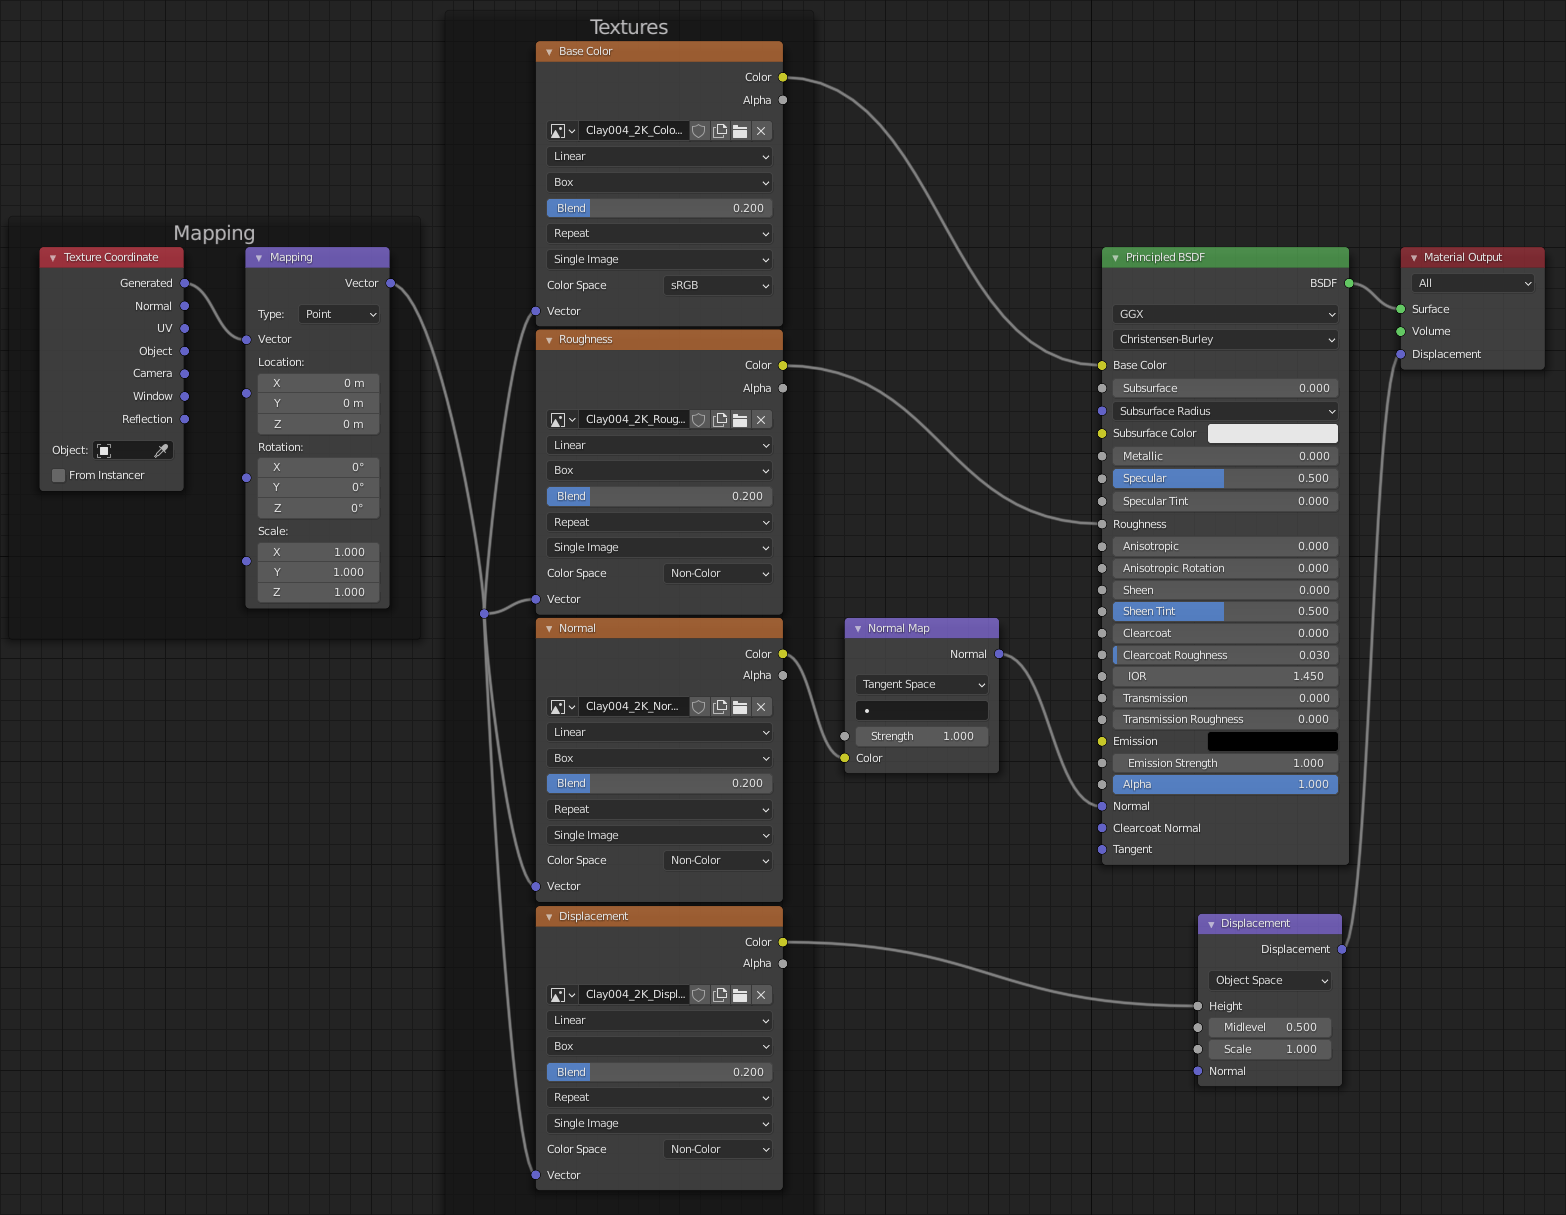 Mapping
Texture Coordinate
Generated
Normal
UV
Object
Camera
Window
Reflection
Object:
From Instancer
Mapping
Vector
Type: Point
Vector
Location:
X 0 m
Y 0 m
Z 0 m
Rotation:
X 0°
Y 0°
Z 0°
Scale:
X 1.000
Y 1.000
Z 1.000
Textures
Base Color
Color
Alpha
Clay004_2K_Colo...
Linear
Box
Blend 0.200
Repeat
Single Image
Color Space sRGB
Vector
Roughness
Color
Alpha
Clay004_2K_Roug...
Linear
Box
Blend 0.200
Repeat
Single Image
Color Space Non-Color
Vector
Normal
Color
Alpha
Clay004_2K_Nor...
Linear
Box
Blend 0.200
Repeat
Single Image
Color Space Non-Color
Vector
Displacement
Color
Alpha
Clay004_2K_Displ...
Linear
Box
Blend 0.200
Repeat
Single Image
Color Space Non-Color
Vector
Normal Map
Normal
Tangent Space
Strength 1.000
Color
Principled BSDF
BSDF
GGX
Christensen-Burley
Base Color
Subsurface 0.000
Subsurface Radius
Subsurface Color
Metallic 0.000
Specular 0.500
Specular Tint 0.000
Roughness
Anisotropic 0.000
Anisotropic Rotation 0.000
Sheen 0.000
Sheen Tint 0.500
Clearcoat 0.000
Clearcoat Roughness 0.030
IOR 1.450
Transmission 0.000
Transmission Roughness 0.000
Emission
Emission Strength 1.000
Alpha 1.000
Normal
Clearcoat Normal
Tangent
Displacement
Displacement
Object Space
Height
Midlevel 0.500
Scale 1.000
Normal
Material Output
All
Surface
Volume
Displacement